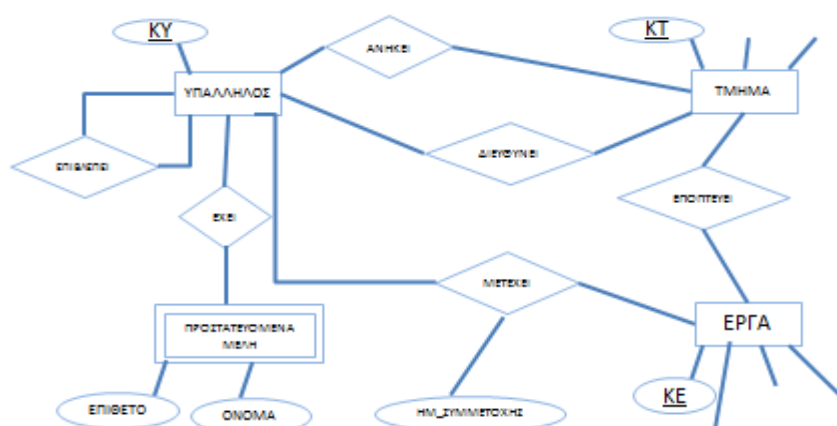 ΚΥ
ΑΝΗΚΕΙ
ΚΤ
ΥΠΑΛΛΗΛΟΣ
ΤΜΗΜΑ
ΕΠΙΒΛΕΠΕΙ
ΔΙΕΥΘΥΝΕΙ
ΕΠΟΠΤΕΥΕΙ
ΕΧΕΙ
ΜΕΤΕΧΕΙ
ΠΡΟΣΤΑΤΕΥΟΜΕΝΑ
ΜΕΛΗ
ΕΡΓΑ
ΚΕ
ΕΠΙΘΕΤΟ
ΟΝΟΜΑ
ΗΜ_ΣΥΜΜΕΤΟΧΗΣ